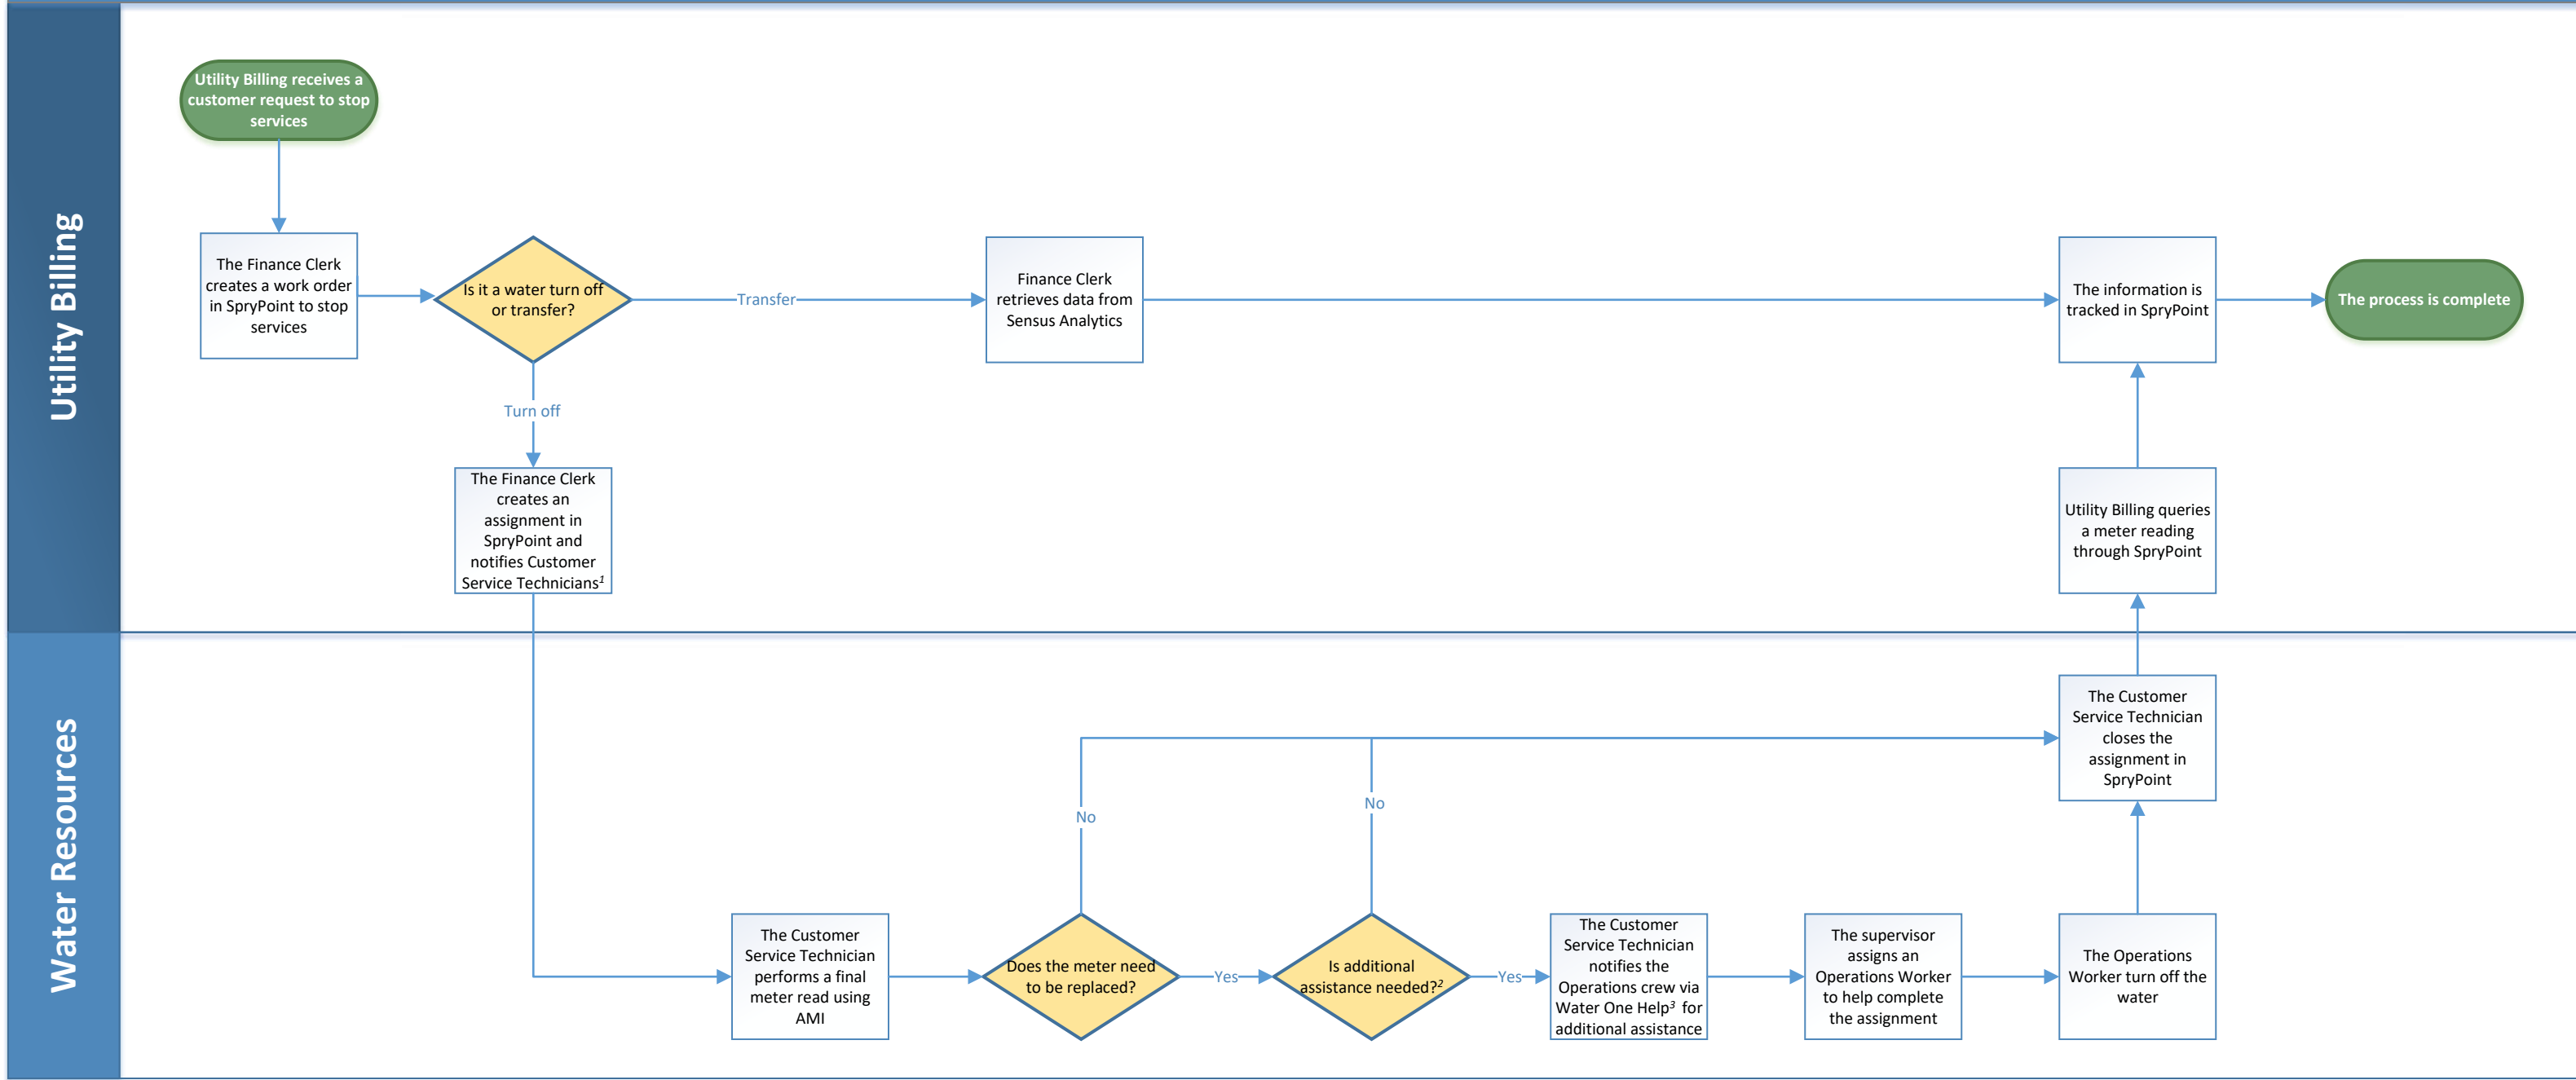 Utility Billing
Utility Billing receives a
customer request to stop
services
The Finance Clerk
creates a work order
in SpryPoint to stop
services
Is it a water turn off
or transfer?
Transfer
Finance Clerk
retrieves data from
Sensus Analytics
The information is
tracked in SpryPoint
The process is complete
Turn off
The Finance Clerk
creates an
assignment in
SpryPoint and
notifies Customer
Service Technicians¹
Utility Billing queries
a meter reading
through SpryPoint
Water Resources
The Customer
Service Technician
performs a final
meter read using
AMI
Does the meter need
to be replaced?
No
Yes
Is additional
assistance needed?²
No
Yes
The Customer
Service Technician
notifies the
Operations crew via
Water One Help³ for
additional assistance
The supervisor
assigns an
Operations Worker
to help complete
the assignment
The Operations
Worker turn off the
water
The Customer
Service Technician
closes the
assignment in
SpryPoint